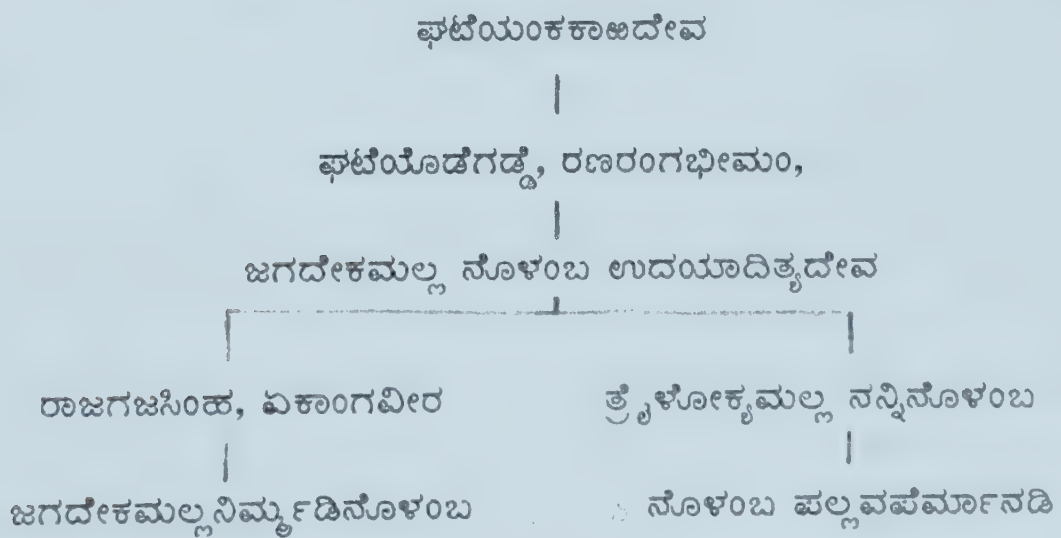 ಘಟೆಯಂಕಕಾಱದೇವ
ಘಟೆಯೊಡೆಗಡ್ಡೆ, ರಣರಂಗಭೀಮಂ,
ಜಗದೇಕಮಲ್ಲ ನೊಳಂಬ ಉದಯಾದಿತ್ಯದೇವ
ರಾಜಗಜಸಿಂಹ, ಏಕಾಂಗವೀರ ತ್ರೈಳೋಕ್ಯಮಲ್ಲ ನನ್ನಿನೊಳಂಬ
ಜಗದೇಕಮಲ್ಲನಿರ್ಮ್ಮಡಿನೊಳಂಬ ನೊಳಂಬ ಪಲ್ಲವಪೆರ್ಮಾನಡಿ